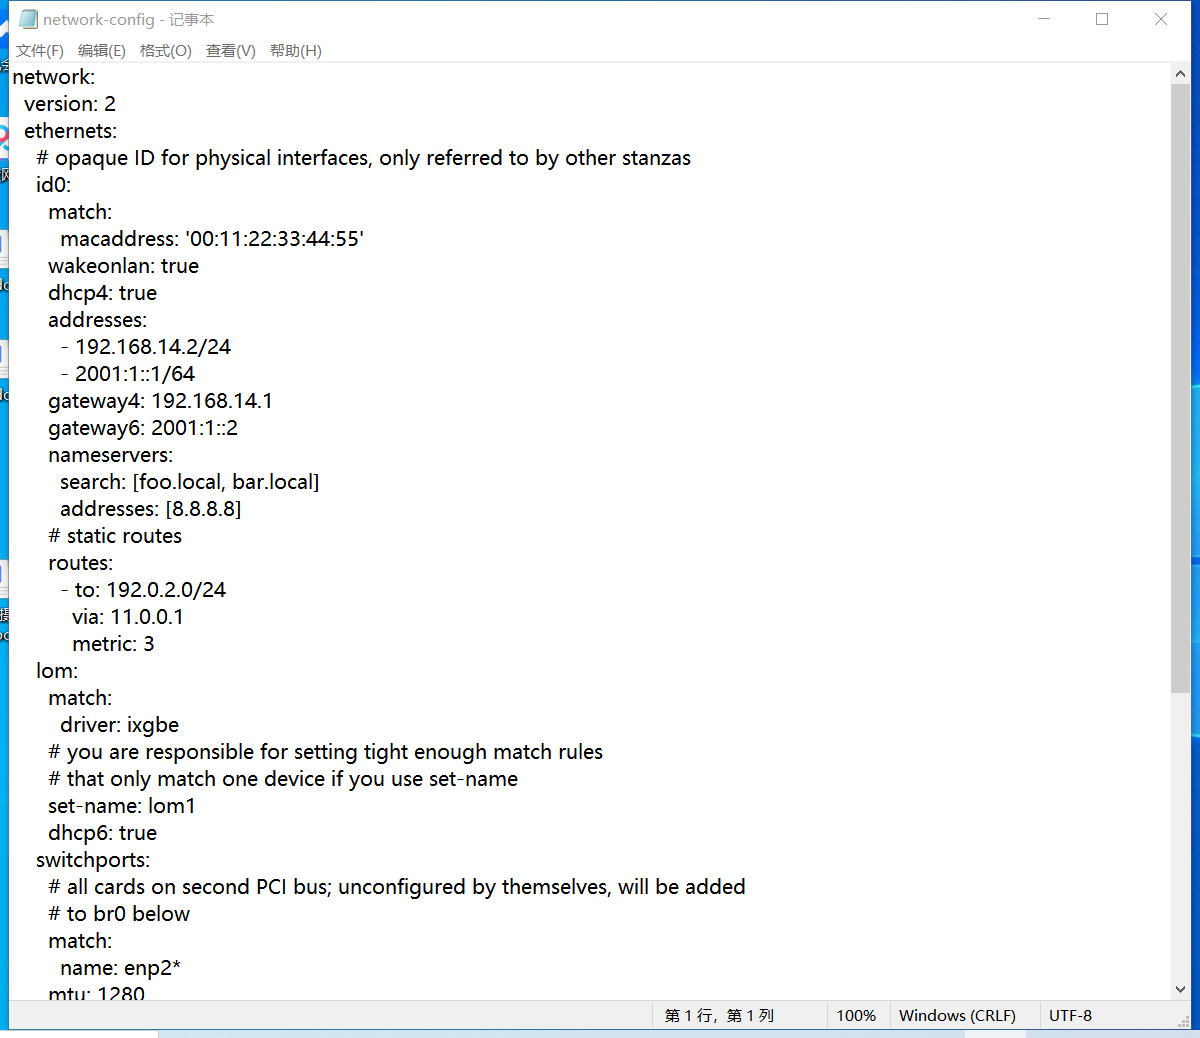 network-config - 记事本
文件(F) 编辑(E) 格式(O) 查看(V) 帮助(H)
network:
  version: 2
  ethernets:
    # opaque ID for physical interfaces, only referred to by other stanzas
    id0:
      match:
        macaddress: '00:11:22:33:44:55'
      wakeonlan: true
      dhcp4: true
      addresses:
        - 192.168.14.2/24
        - 2001:1::1/64
      gateway4: 192.168.14.1
      gateway6: 2001:1::2
      nameservers:
        search: [foo.local, bar.local]
        addresses: [8.8.8.8]
      # static routes
      routes:
        - to: 192.0.2.0/24
          via: 11.0.0.1
          metric: 3
    lom:
      match:
        driver: ixgbe
      # you are responsible for setting tight enough match rules
      # that only match one device if you use set-name
      set-name: lom1
      dhcp6: true
    switchports:
      # all cards on second PCI bus; unconfigured by themselves, will be added
      # to br0 below
      match:
        name: enp2*
      mtu: 1280
第 1 行，第 1 列 100% Windows (CRLF) UTF-8